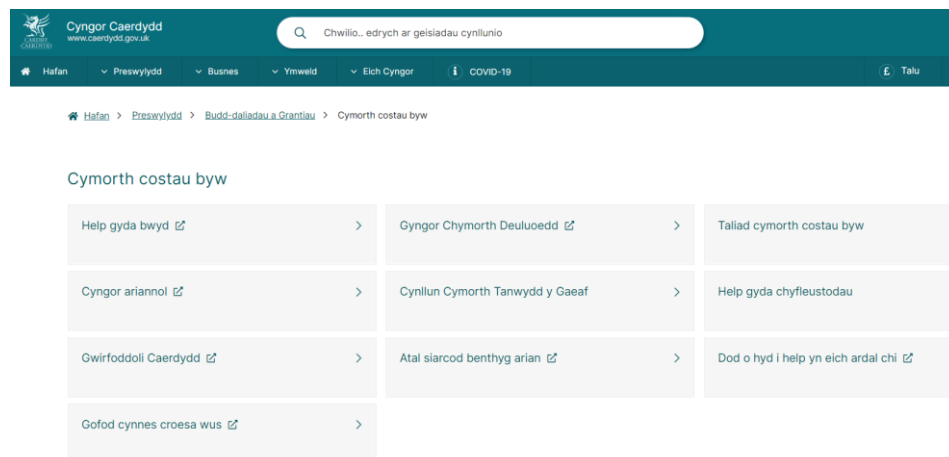 Cyngor Caerdydd
www.caerdydd.gov.uk
CARDIFF
CAERDYDD
Chwilio.. edrych ar geisiadau cynllunio
Hafan Preswylydd Busnes Ymweld Eich Cyngor COVID-19 £ Talu
Hafan > Preswylydd > Budd-daliadau a Grantiau > Cymorth costau byw
Cymorth costau byw
Help gyda bwyd Gyngor Chymorth Deuluoedd Taliad cymorth costau byw
Cyngor ariannol Cynllun Cymorth Tanwydd y Gaeaf Help gyda chyfleustodau
Gwirfoddoli Caerdydd Atal siarcod benthyg arian Dod o hyd i help yn eich ardal chi
Gofod cynnes croesa wus